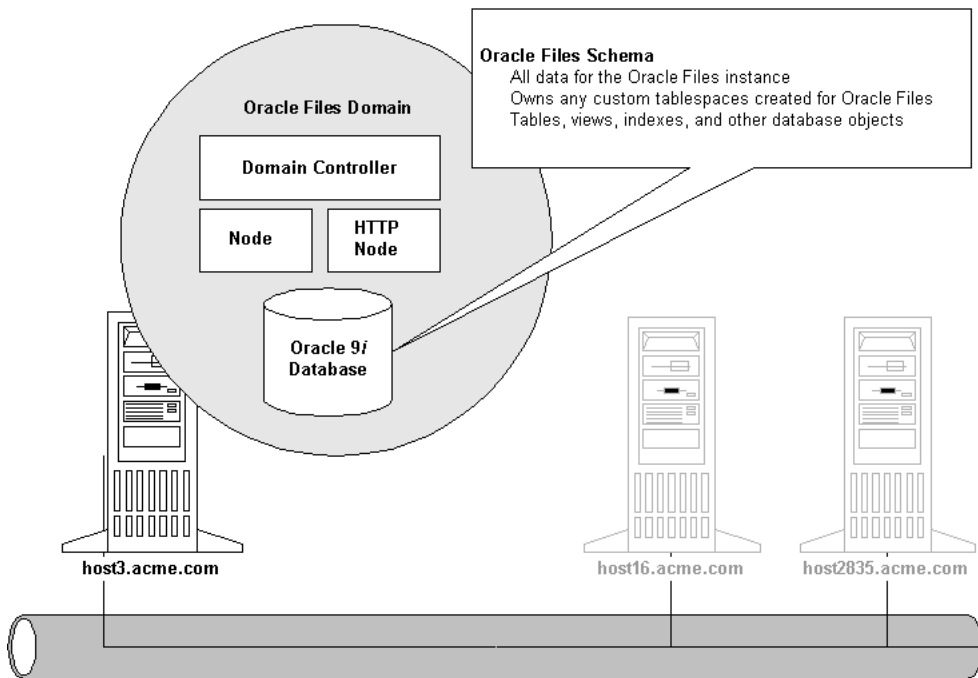 Oracle Files Schema
All data for the Oracle Files instance
Owns any custom tablespaces created for Oracle Files
Tables, views, indexes, and other database objects
Oracle Files Domain
Domain Controller
Node
HTTP
Node
Oracle 9i
Database
host3.acme.com
host16.acme.com
host2835.acme.com